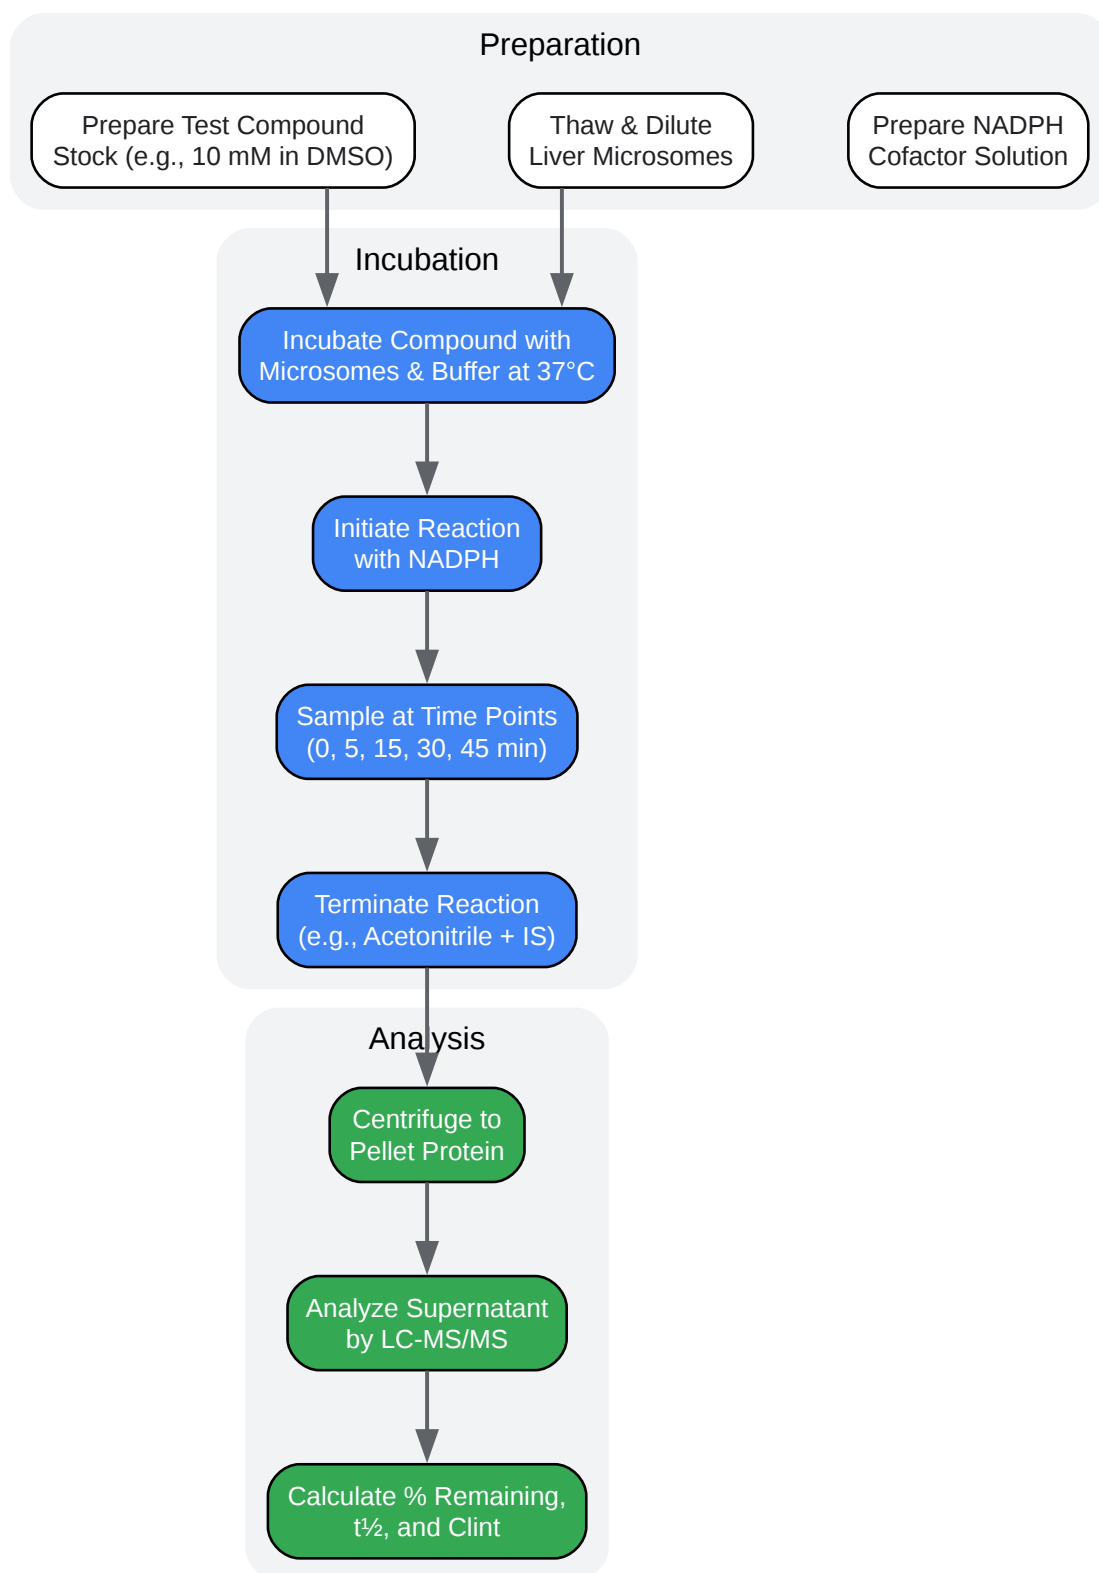 Preparation
Prepare Test Compound
Stock (e.g., 10 mM in DMSO)
Thaw & Dilute
Liver Microsomes
Prepare NADPH
Cofactor Solution
Incubation
Incubate Compound with
Microsomes & Buffer at 37°C
Initiate Reaction
with NADPH
Sample at Time Points
(0, 5, 15, 30, 45 min)
Terminate Reaction
(e.g., Acetonitrile + IS)
Analysis
Centrifuge to
Pellet Protein
Analyze Supernatant
by LC-MS/MS
Calculate % Remaining,
t½, and Clint